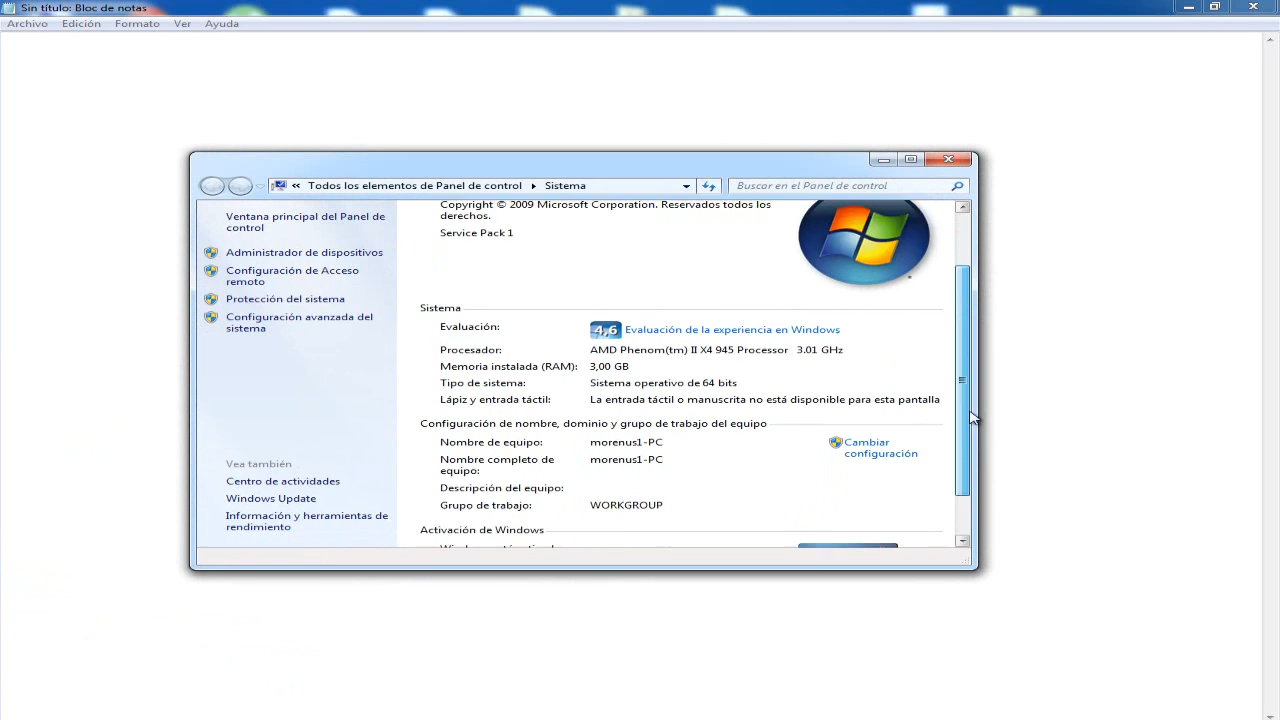 Sin título: Bloc de notas
Archivo Edición Formato Ver Ayuda
Todos los elementos de Panel de control Sistema
Buscar en el Panel de control
Ventana principal del Panel de
control
Administrador de dispositivos
Configuración de Acceso
remoto
Protección del sistema
Configuración avanzada del
sistema
Vea también
Centro de actividades
Windows Update
Información y herramientas de
rendimiento
Copyright © 2009 Microsoft Corporation. Reservados todos los
derechos.
Service Pack 1
Sistema
Evaluación: 4,6 Evaluación de la experiencia en Windows
Procesador: AMD Phenom(tm) II X4 945 Processor 3.01 GHz
Memoria instalada (RAM): 3,00 GB
Tipo de sistema: Sistema operativo de 64 bits
Lápiz y entrada táctil: La entrada táctil o manuscrita no está disponible para esta pantalla
Configuración de nombre, dominio y grupo de trabajo del equipo
Nombre de equipo: morenus1-PC
Cambiar
configuración
Nombre completo de
equipo:
morenus1-PC
Descripción del equipo:
Grupo de trabajo: WORKGROUP
Activación de Windows